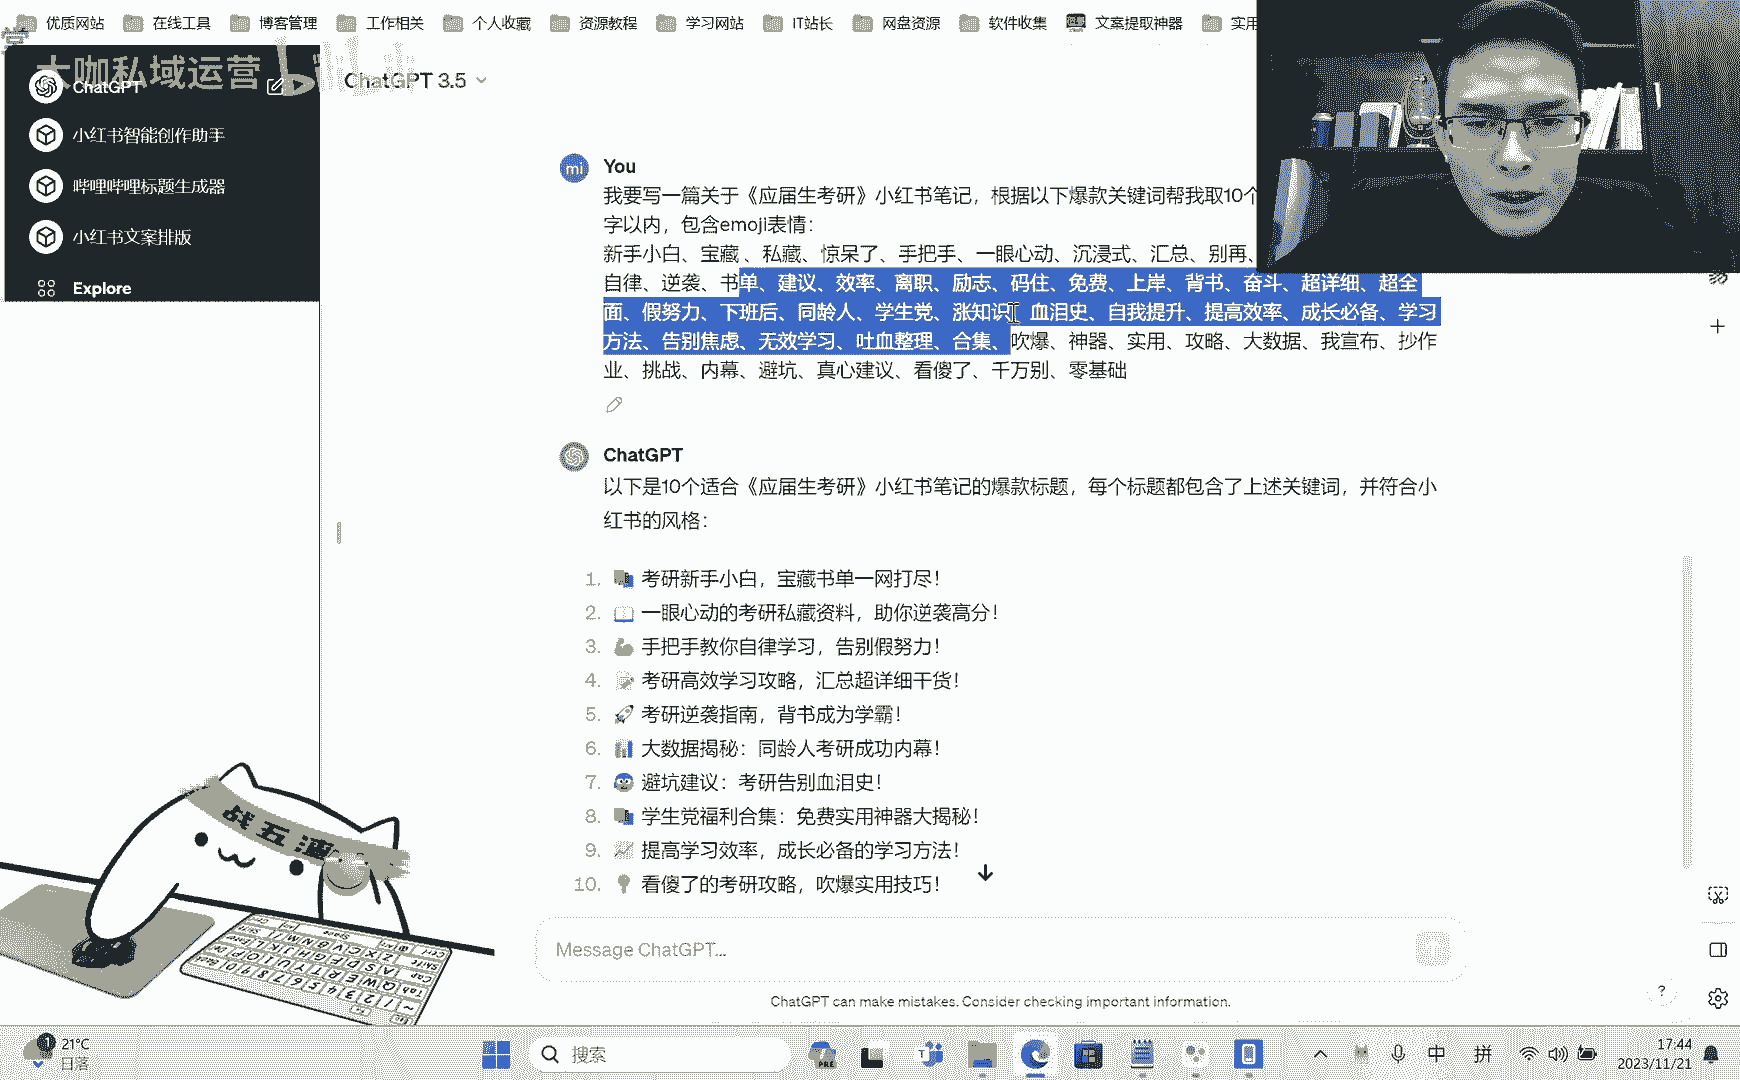 优质网站 在线工具 博客管理 工作相关 个人收藏 资源教程 学习网站 IT站长 网盘资源 软件收集 文案提取神器 实用
大咖私域运营
ChatGPT
小红书智能创作助手
哔哩哔哩标题生成器
小红书文案排版
Explore
ChatGPT 3.5
mi
You
我要写一篇关于《应届生考研》小红书笔记，根据以下爆款关键词帮我取10个
字以内，包含emoji表情：
新手小白、宝藏、私藏、惊呆了、手把手、一眼心动、沉浸式、汇总、别再、
自律、逆袭、书单、建议、效率、离职、励志、码住、免费、上岸、背书、奋斗、超详细、超全
面、假努力、下班后、同龄人、学生党、涨知识、血泪史、自我提升、提高效率、成长必备、学习
方法、告别焦虑、无效学习、吐血整理、合集、吹爆、神器、实用、攻略、大数据、我宣布、抄作
业、挑战、内幕、避坑、真心建议、看傻了、千万别、零基础
ChatGPT
以下是10个适合《应届生考研》小红书笔记的爆款标题，每个标题都包含了上述关键词，并符合小
红书的风格：
1. 📚 考研新手小白，宝藏书单一网打尽！
2. 📖 一眼心动的考研私藏资料，助你逆袭高分！
3. 💪 手把手教你自律学习，告别假努力！
4. 📝 考研高效学习攻略，汇总超详细干货！
5. 🚀 考研逆袭指南，背书成为学霸！
6. 📊 大数据揭秘：同龄人考研成功内幕！
7. 🤓 避坑建议：考研告别血泪史！
8. 📚 学生党福利合集：免费实用神器大揭秘！
9. 📈 提高学习效率，成长必备的学习方法！
10. 💡 看傻了的考研攻略，吹爆实用技巧！
Message ChatGPT...
ChatGPT can make mistakes. Consider checking important information.
?
21°C
日落
搜索
PRE
中
拼
17:44
2023/11/21